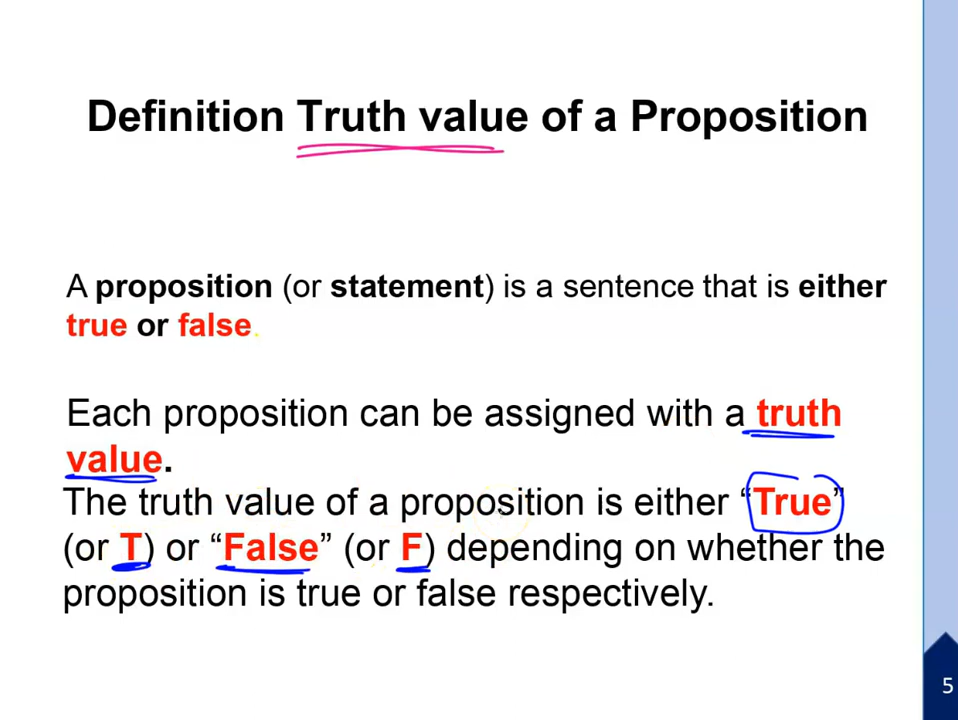 Definition Truth value of a Proposition
A proposition (or statement) is a sentence that is either
true or false.
Each proposition can be assigned with a truth
value.
The truth value of a proposition is either “True”
(or T) or “False” (or F) depending on whether the
proposition is true or false respectively.
5